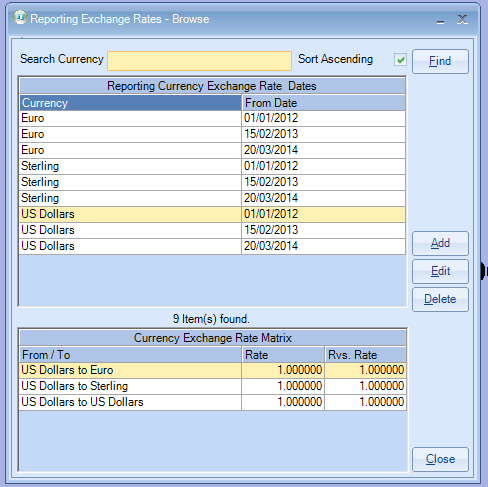 Reporting Exchange Rates - Browse
Search Currency Sort Ascending Find
Reporting Currency Exchange Rate Dates
Currency From Date
Euro 01/01/2012
Euro 15/02/2013
Euro 20/03/2014
Sterling 01/01/2012
Sterling 15/02/2013
Sterling 20/03/2014
US Dollars 01/01/2012
US Dollars 15/02/2013
US Dollars 20/03/2014
Add
Edit
Delete
9 Item(s) found.
Currency Exchange Rate Matrix
From / To Rate Rvs. Rate
US Dollars to Euro 1.000000 1.000000
US Dollars to Sterling 1.000000 1.000000
US Dollars to US Dollars 1.000000 1.000000
Close